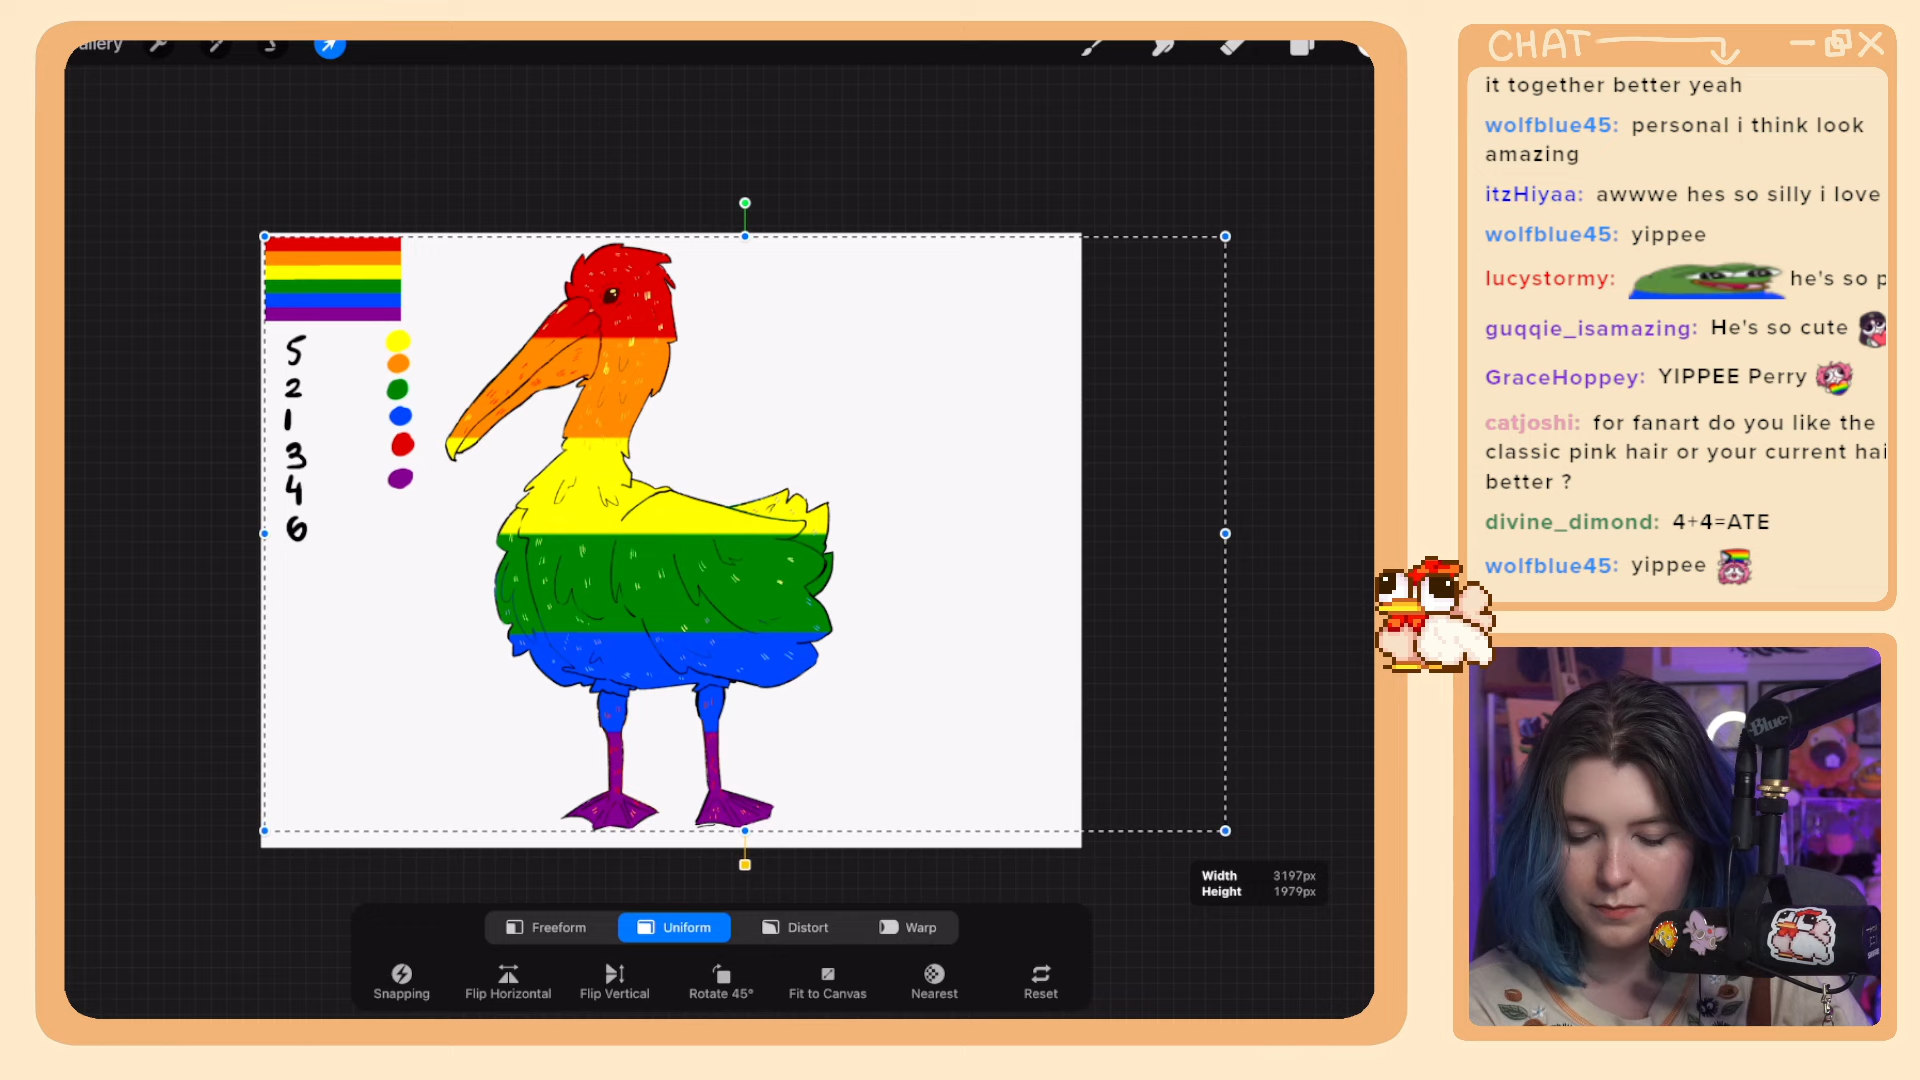 allery
5
2
1
3
4
6
Width 3197px
Height 1979px
Freeform Uniform Distort Warp
Snapping Flip Horizontal Flip Vertical Rotate 45° Fit to Canvas Nearest Reset
CHAT
it together better yeah
wolfblue45: personal i think look
amazing
itzHiyaa: awwwe hes so silly i love
wolfblue45: yippee
lucystormy: he's so p
guqqie_isamazing: He's so cute
GraceHoppey: YIPPEE Perry
catjoshi: for fanart do you like the
classic pink hair or your current hai
better ?
divine_dimond: 4+4=ATE
wolfblue45: yippee
Blue